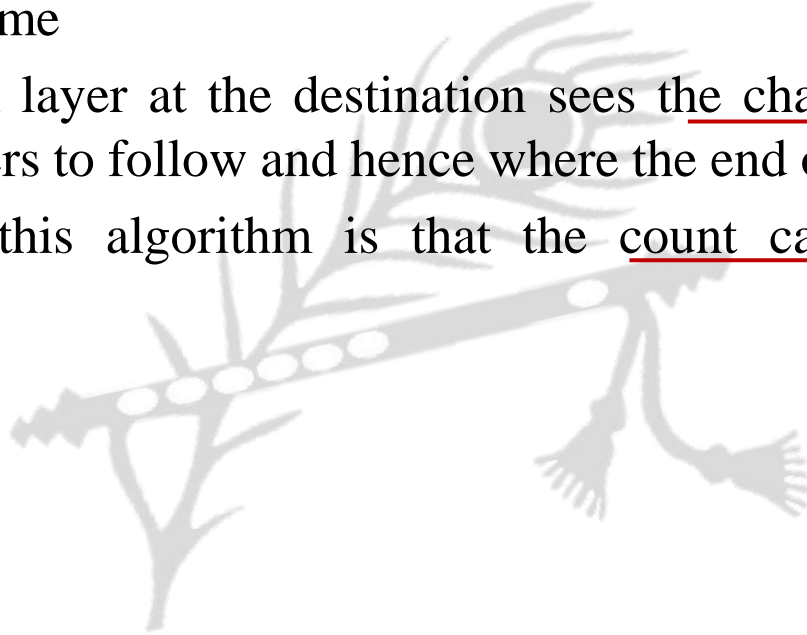 me
layer at the destination sees the cha
rs to follow and hence where the end
this algorithm is that the count ca